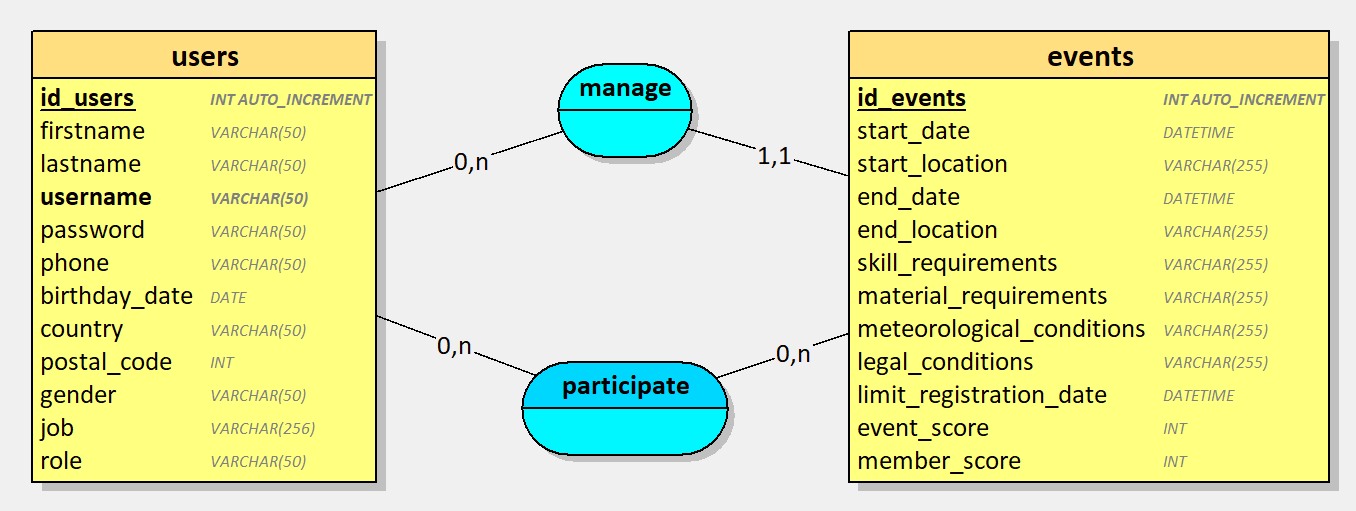 users
id_users INT AUTO_INCREMENT
firstname VARCHAR(50)
lastname VARCHAR(50)
username VARCHAR(50)
password VARCHAR(50)
phone VARCHAR(50)
birthday_date DATE
country VARCHAR(50)
postal_code INT
gender VARCHAR(50)
job VARCHAR(256)
role VARCHAR(50)
manage
0,n
1,1
participate
0,n
0,n
events
id_events INT AUTO_INCREMENT
start_date DATETIME
start_location VARCHAR(255)
end_date DATETIME
end_location VARCHAR(255)
skill_requirements VARCHAR(255)
material_requirements VARCHAR(255)
meteorological_conditions VARCHAR(255)
legal_conditions VARCHAR(255)
limit_registration_date DATETIME
event_score INT
member_score INT